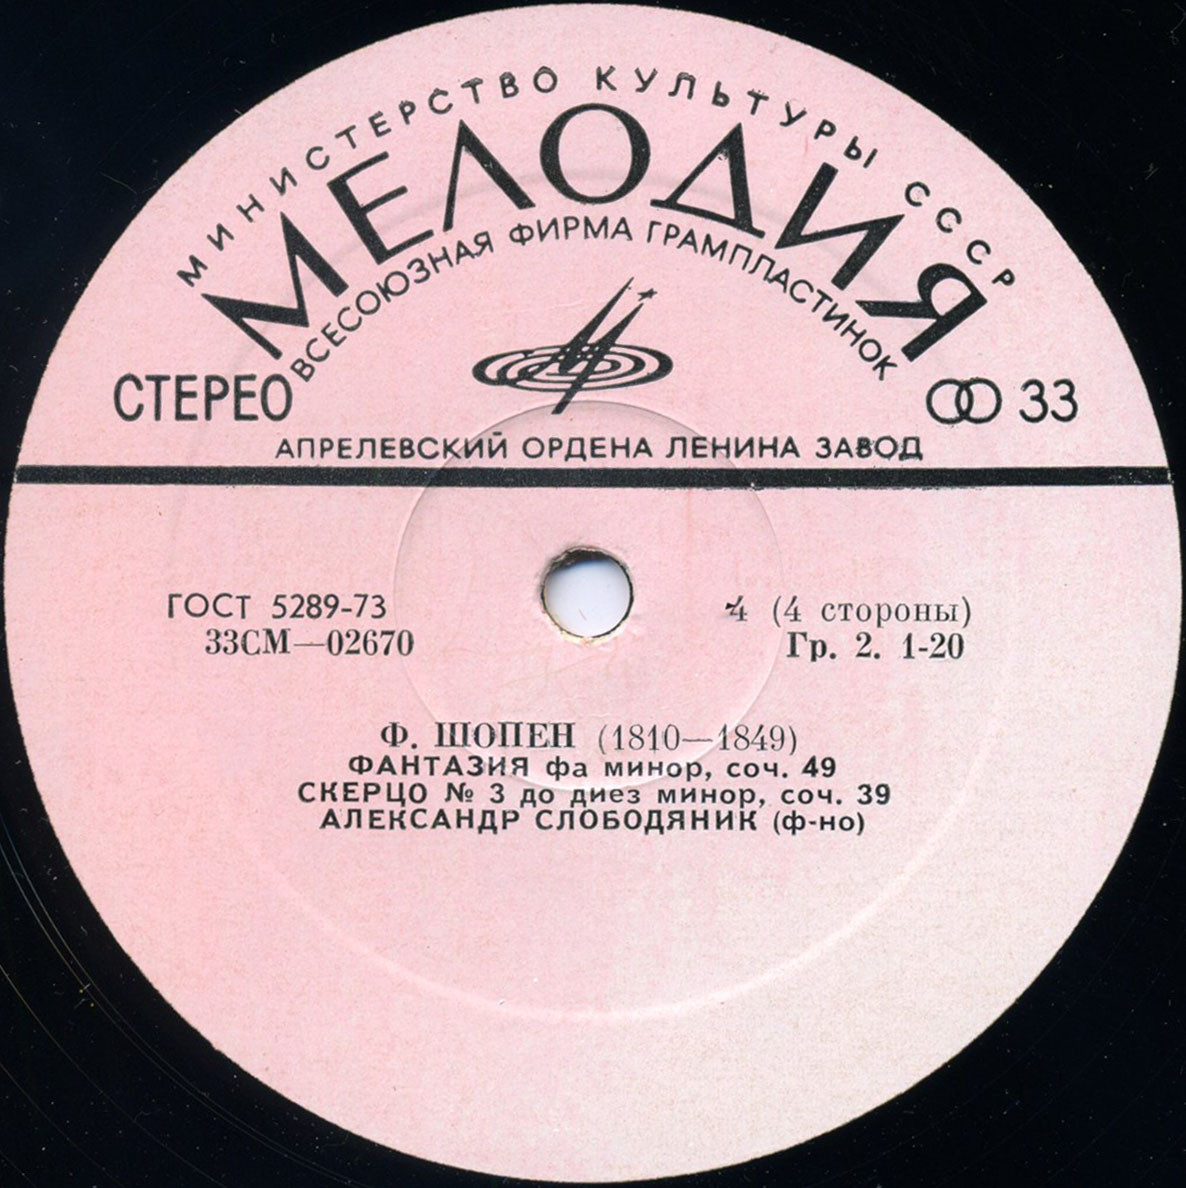 МИНИСТЕРСТВО КУЛЬТУРЫ СССР
МЕЛОДИЯ
ВСЕСОЮЗНАЯ ФИРМА ГРАМПЛАСТИНОК
СТЕРЕО 33
АПРЕЛЕВСКИЙ ОРДЕНА ЛЕНИНА ЗАВОД
ГОСТ 5289-73 4 (4 стороны)
33СМ—02670 Гр. 2. 1-20
Ф. ШОПЕН (1810—1849)
ФАНТАЗИЯ фа минор, соч. 49
СКЕРЦО № 3 до диез минор, соч. 39
АЛЕКСАНДР СЛОБОДЯНИК (ф-но)